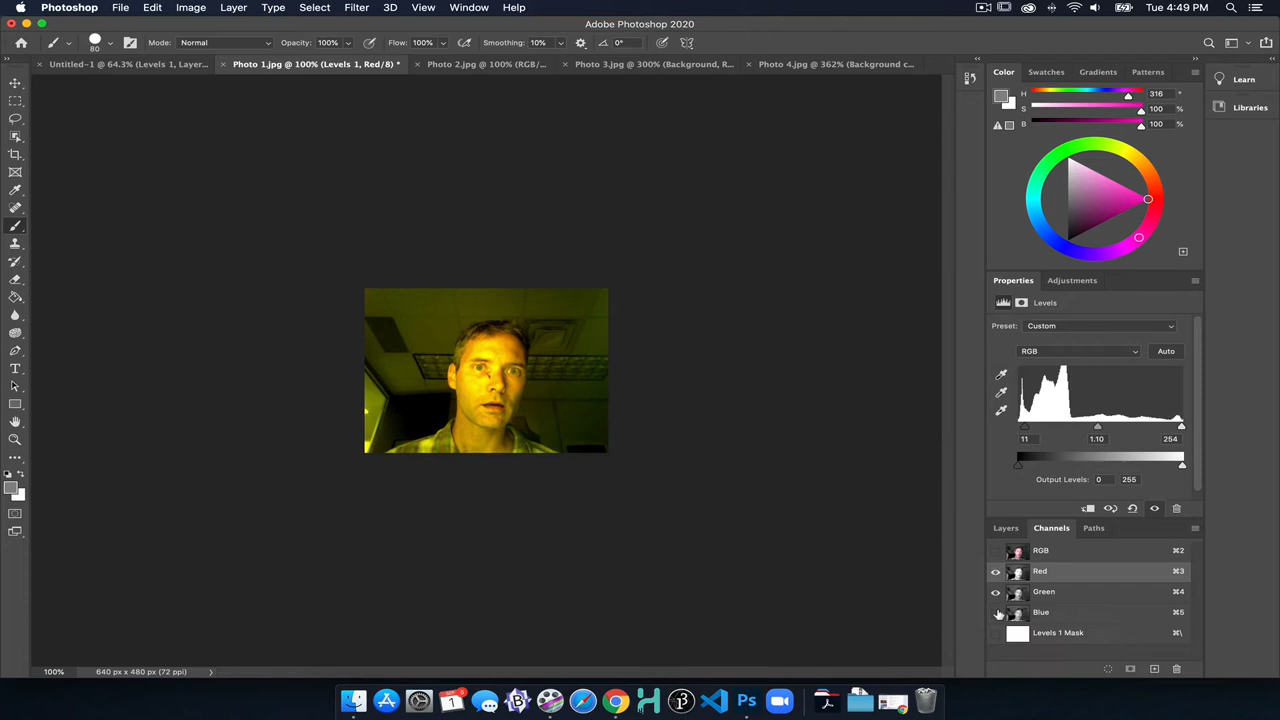 Photoshop File Edit Image Layer Type Select Filter 3D View Window Help Tue 4:49 PM
Adobe Photoshop 2020
80 Mode: Normal Opacity: 100% Flow: 100% Smoothing: 10% 0°
Untitled-1 @ 64.3% (Levels 1, Layer... Photo 1.jpg @ 100% (Levels 1, Red/8) * Photo 2.jpg @ 100% (RGB/... Photo 3.jpg @ 300% (Background, R... Photo 4.jpg @ 362% (Background c...
Color Swatches Gradients Patterns
Learn
Libraries
H 316 °
S 100 %
B 100 %
Properties Adjustments
Levels
Preset: Custom
RGB Auto
11 1.10 254
Output Levels: 0 255
Layers Channels Paths
RGB ⌘2
Red ⌘3
Green ⌘4
Blue ⌘5
Levels 1 Mask ⌘\
100% 640 px x 480 px (72 ppi)
Ps